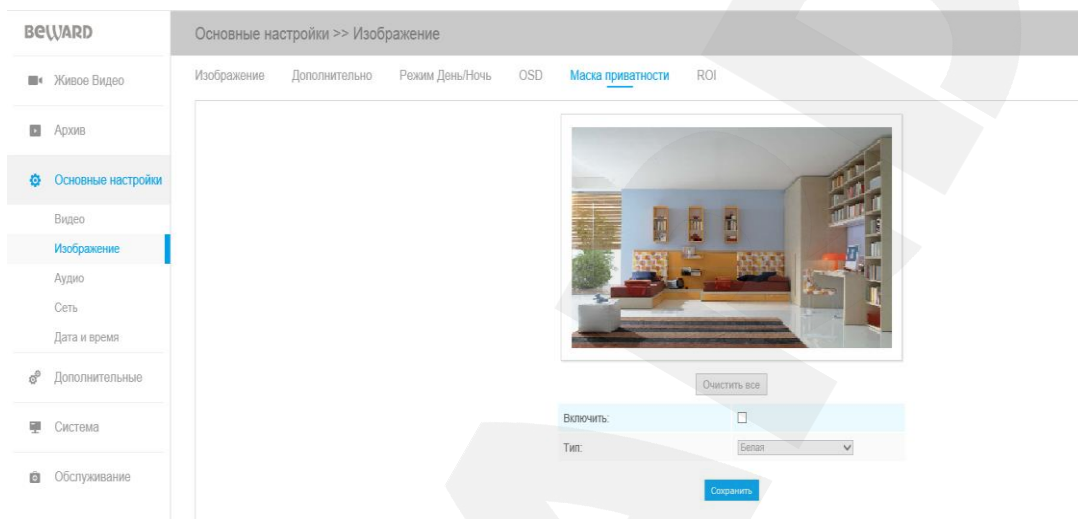 BEWARD
Основные настройки >> Изображение
Живое Видео
Архив
Основные настройки
Видео
Изображение
Аудио
Сеть
Дата и время
Дополнительные
Система
Обслуживание
Изображение Дополнительно Режим День/Ночь OSD Маска приватности ROI
Очистить все
Включить:
Тип: Белая
Сохранить